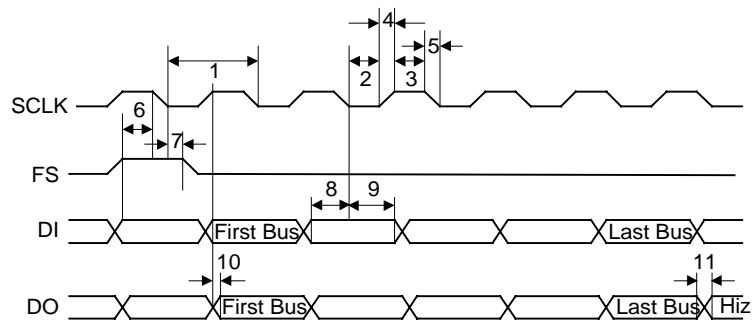 4
5
1
2
3
SCLK
6
7
FS
8
9
DI
First Bus
Last Bus
10
11
DO
First Bus
Last Bus
Hiz